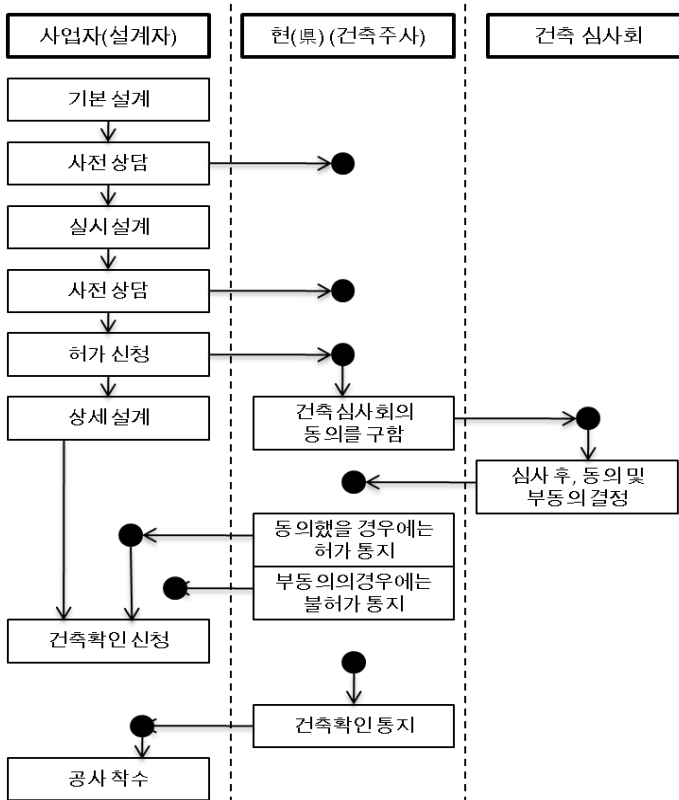 사업자(설계자)
현(県) (건축주사)
건축 심사회
기본 설계
사전 상담
실시 설계
사전 상담
허가 신청
상세 설계
건축심사회의
동의를 구함
심사 후, 동의 및
부동의 결정
동의했을 경우에는
허가 통지
부동의의경우에는
불허가 통지
건축확인 신청
건축확인 통지
공사 착수